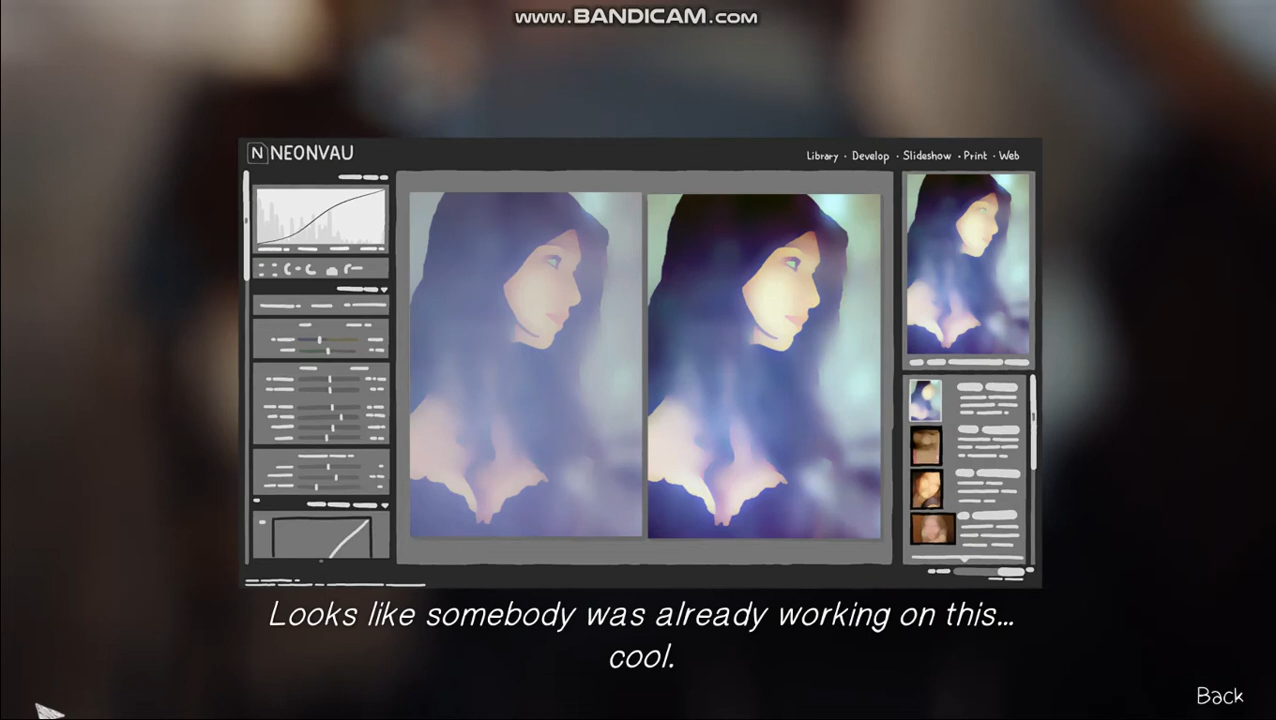 www.BANDICAM.com
N NEONVAU
Library · Develop · Slideshow · Print · Web
Looks like somebody was already working on this...
cool.
Back